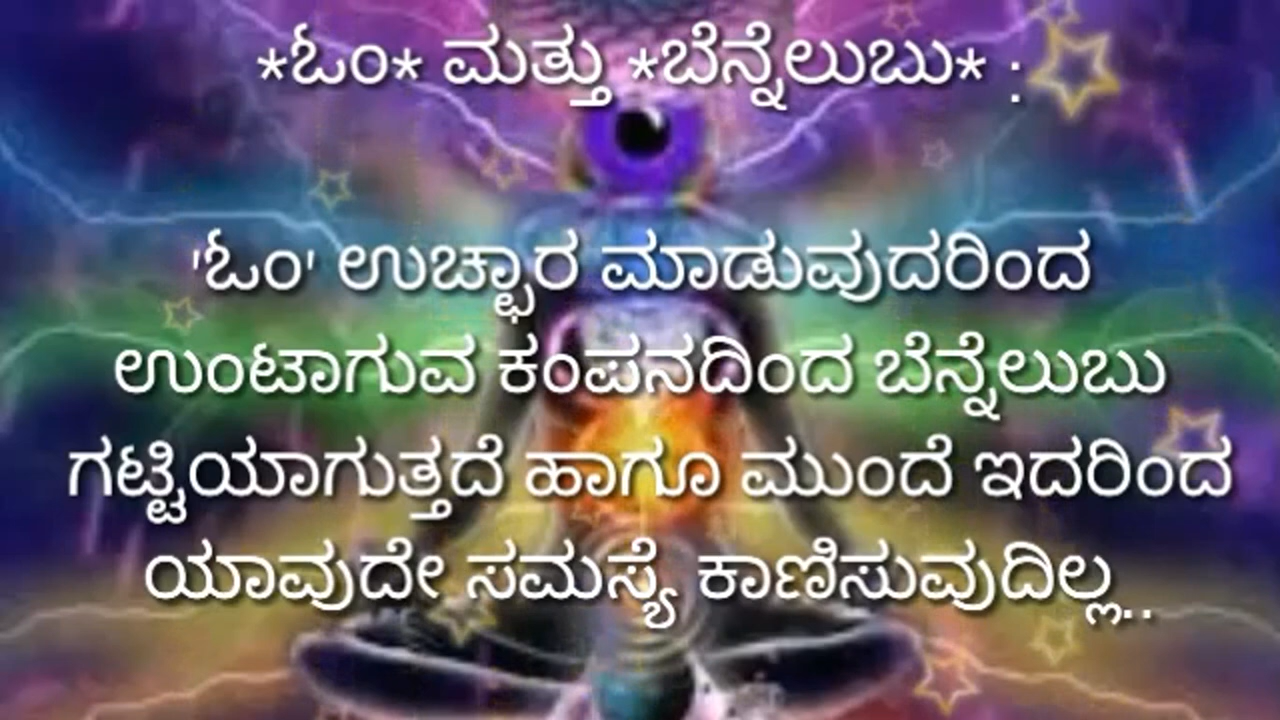 *ಓಂ* ಮತ್ತು *ಬೆನ್ನೆಲುಬು* :
'ಓಂ' ಉಚ್ಛಾರ ಮಾಡುವುದರಿಂದ
ಉಂಟಾಗುವ ಕಂಪನದಿಂದ ಬೆನ್ನೆಲುಬು
ಗಟ್ಟಿಯಾಗುತ್ತದೆ ಹಾಗೂ ಮುಂದೆ ಇದರಿಂದ
ಯಾವುದೇ ಸಮಸ್ಯೆ ಕಾಣಿಸುವುದಿಲ್ಲ..